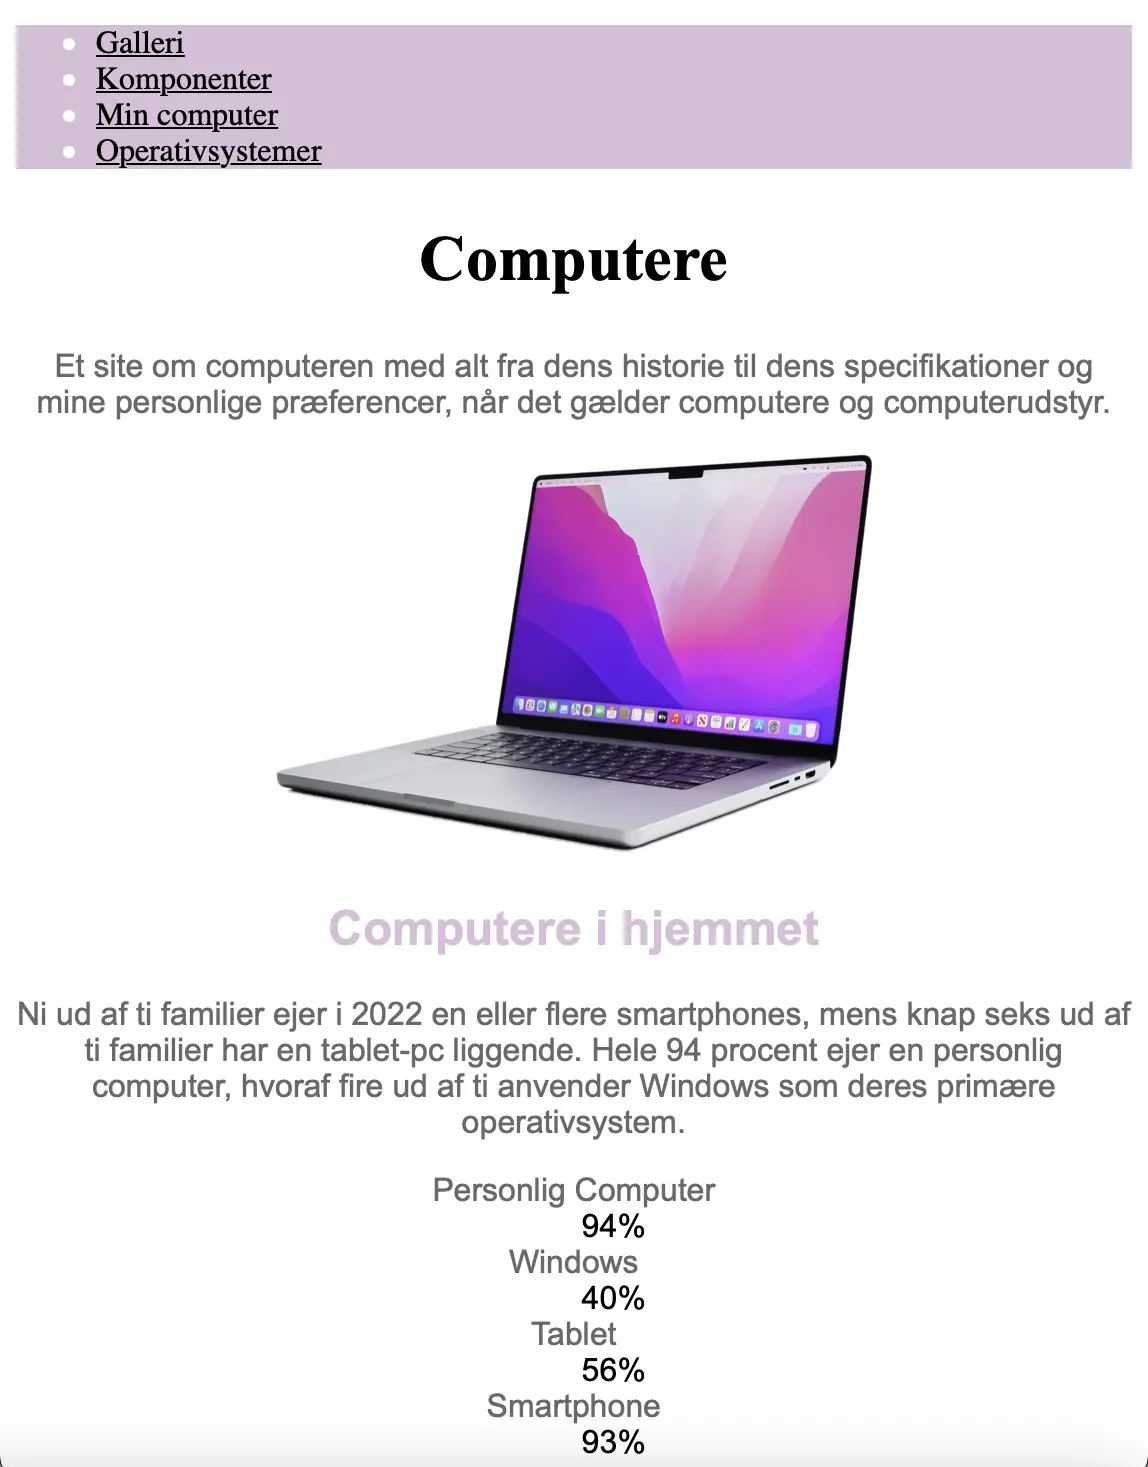 Galleri
Komponenter
Min computer
Operativsystemer
Computere
Et site om computeren med alt fra dens historie til dens specifikationer og
mine personlige præferencer, når det gælder computere og computerudstyr.
Computere i hjemmet
Ni ud af ti familier ejer i 2022 en eller flere smartphones, mens knap seks ud af
ti familier har en tablet-pc liggende. Hele 94 procent ejer en personlig
computer, hvoraf fire ud af ti anvender Windows som deres primære
operativsystem.
Personlig Computer
94%
Windows
40%
Tablet
56%
Smartphone
93%